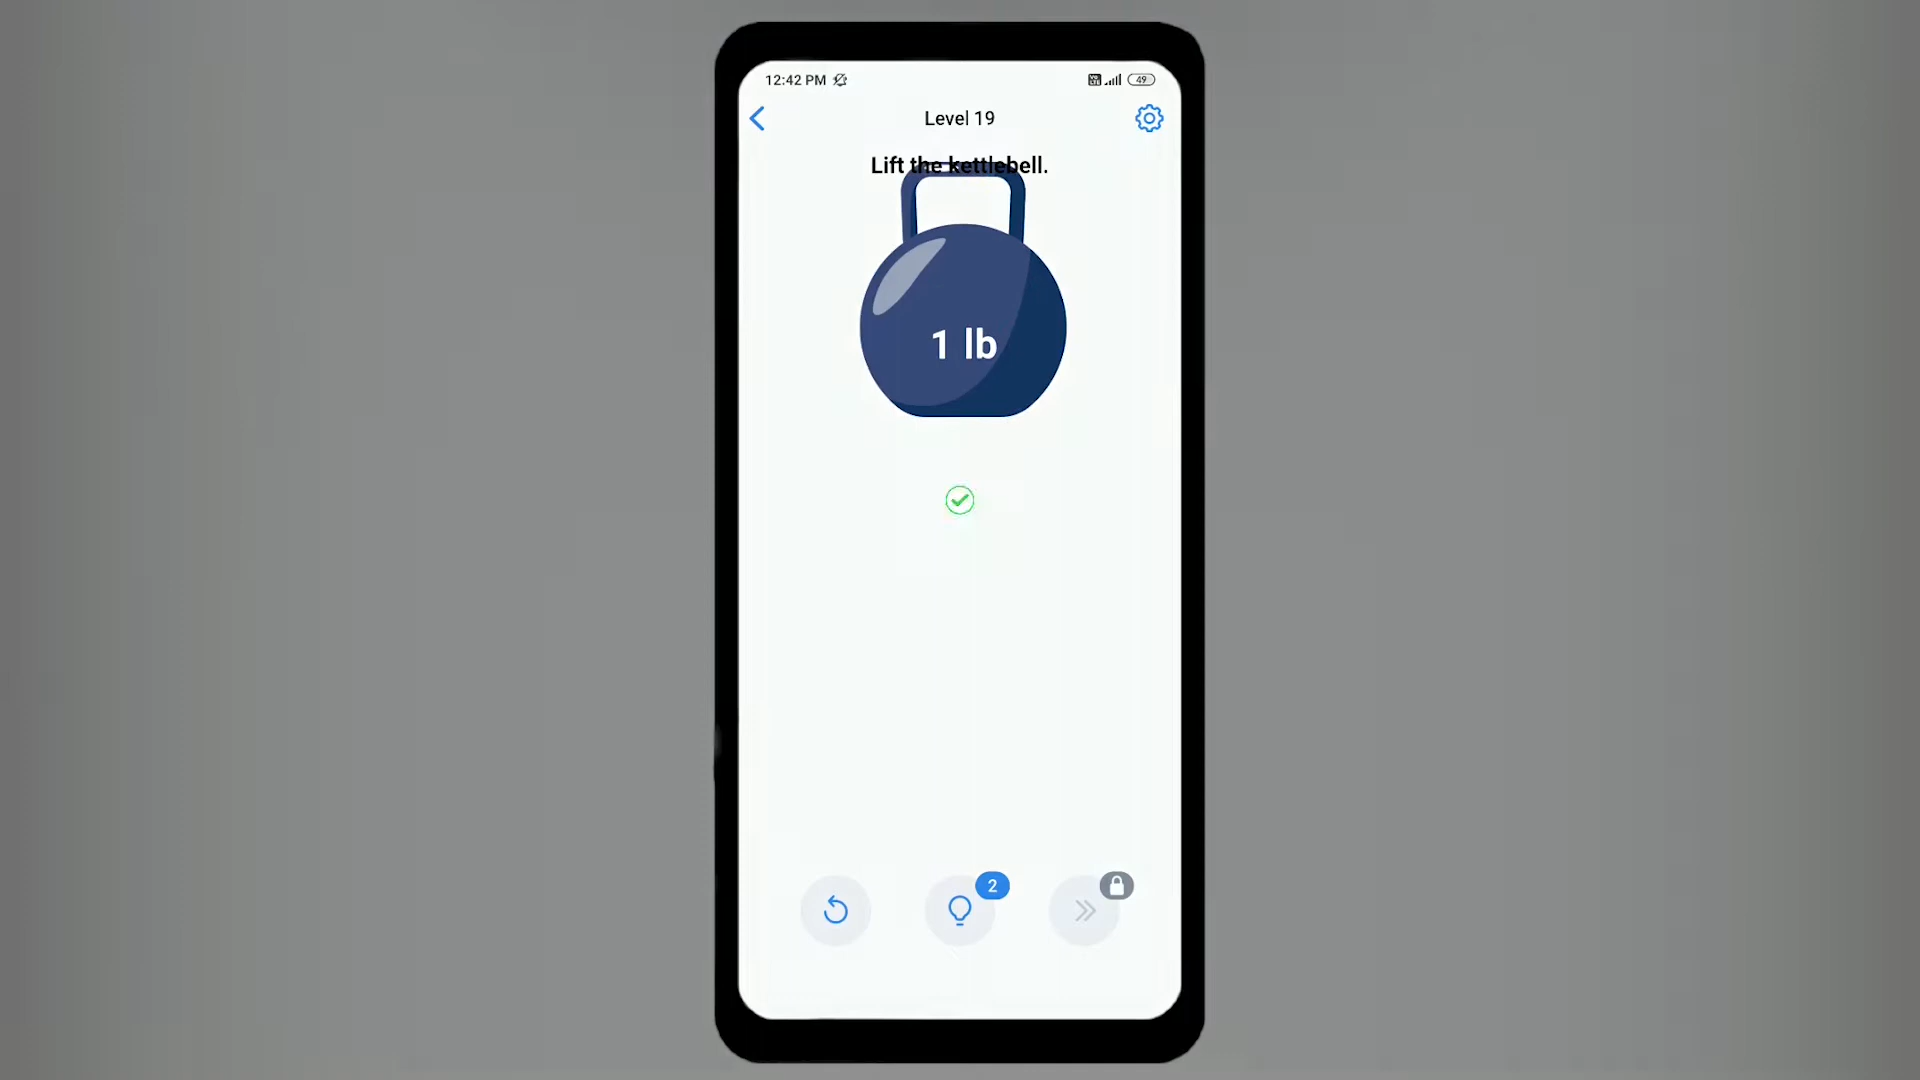 12:42 PM
49
Level 19
Lift the kettlebell.
1 lb
2